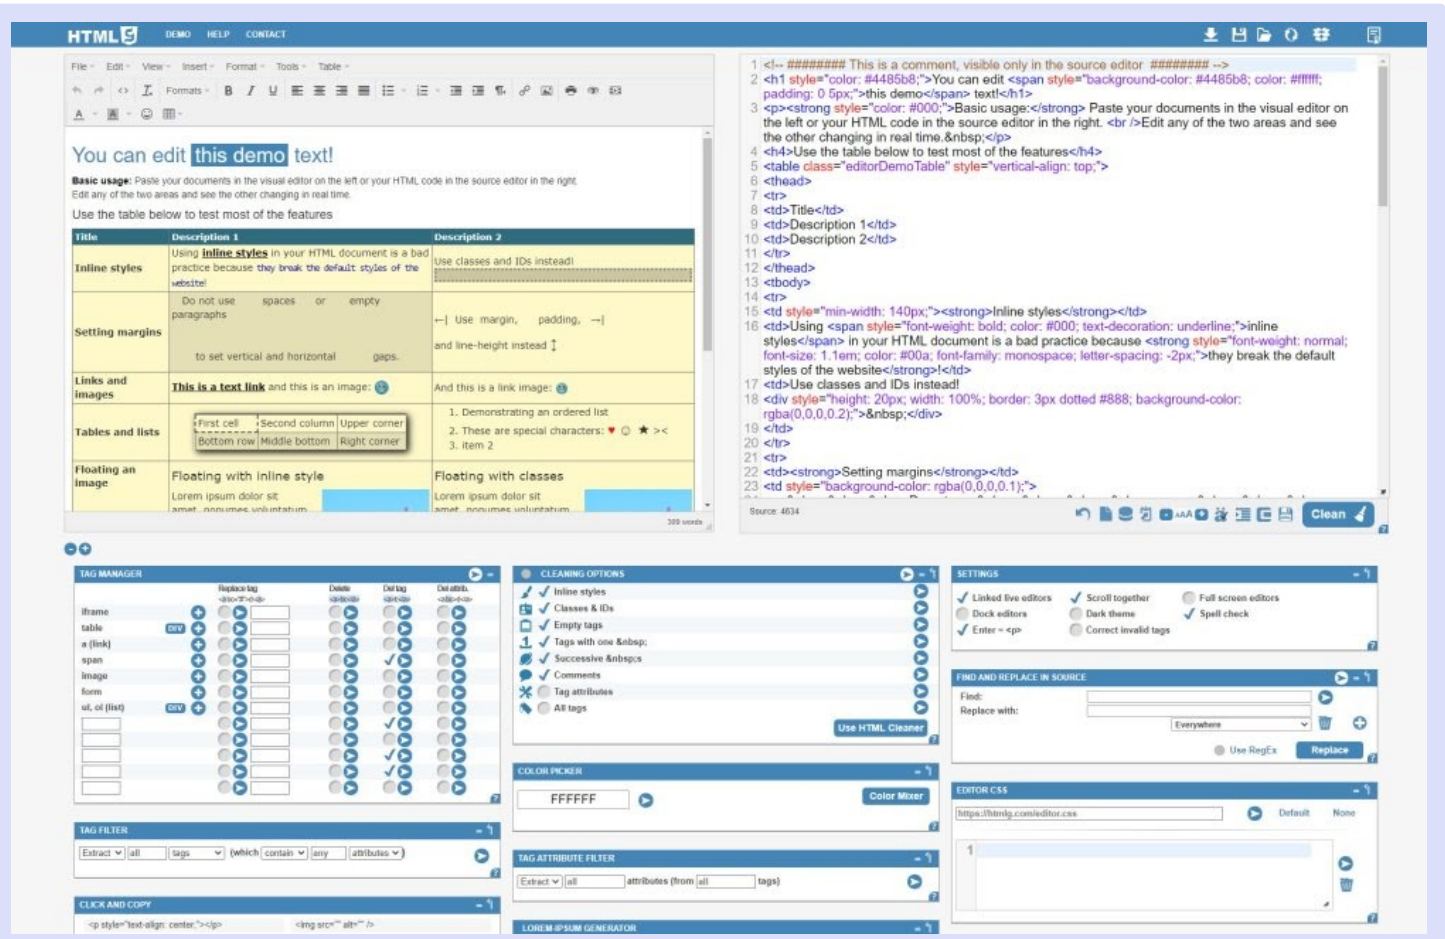 HTML5 DEMO HELP CONTACT
File Edit View Insert Format Tools Table
Formats B I U
A A
You can edit this demo text!
Basic usage: Paste your documents in the visual editor on the left or your HTML code in the source editor in the right.
Edit any of the two areas and see the other changing in real time.
Use the table below to test most of the features
Title Description 1 Description 2
Inline styles
Using inline styles in your HTML document is a bad
practice because they break the default styles of the
website!
Use classes and IDs instead!
Setting margins
Do not use spaces or empty
paragraphs
to set vertical and horizontal gaps.
←| Use margin, padding, →|
and line-height instead ↕
Links and
images
This is a text link and this is an image:
And this is a link image:
Tables and lists
First cell Second column Upper corner
Bottom row Middle bottom Right corner
1. Demonstrating an ordered list
2. These are special characters: ♥ ☺ ★ ><
3. item 2
Floating an
image
Floating with inline style
Lorem ipsum dolor sit
amet, nonumes voluptatum
Floating with classes
Lorem ipsum dolor sit
amet, nonumes voluptatum
309 words
1 <!-- ######## This is a comment, visible only in the source editor ######## -->
2 <h1 style="color: #4485b8;">You can edit <span style="background-color: #4485b8; color: #ffffff;
padding: 0 5px;">this demo</span> text!</h1>
3 <p><strong style="color: #000;">Basic usage:</strong> Paste your documents in the visual editor on
the left or your HTML code in the source editor in the right. <br />Edit any of the two areas and see
the other changing in real time.&nbsp;</p>
4 <h4>Use the table below to test most of the features</h4>
5 <table class="editorDemoTable" style="vertical-align: top;">
6 <thead>
7 <tr>
8 <td>Title</td>
9 <td>Description 1</td>
10 <td>Description 2</td>
11 </tr>
12 </thead>
13 <tbody>
14 <tr>
15 <td style="min-width: 140px;"><strong>Inline styles</strong></td>
16 <td>Using <span style="font-weight: bold; color: #000; text-decoration: underline;">inline
styles</span> in your HTML document is a bad practice because <strong style="font-weight: normal;
font-size: 1.1em; color: #00a; font-family: monospace; letter-spacing: -2px;">they break the default
styles of the website</strong>!</td>
17 <td>Use classes and IDs instead!
18 <div style="height: 20px; width: 100%; border: 3px dotted #888; background-color:
rgba(0,0,0,0.2);">&nbsp;</div>
19 </td>
20 </tr>
21 <tr>
22 <td><strong>Setting margins</strong></td>
23 <td style="background-color: rgba(0,0,0,0.1);">
Source: 4634
AAA
Clean
TAG MANAGER
Replace tag Delete Del tag Del attrib.
iframe
table DIV
a (link)
span
image
form
ul, ol (list) DIV
TAG FILTER
Extract all tags (which contain any attributes )
CLICK AND COPY
<p style="text-align: center;"></p> <img src="" alt="" />
CLEANING OPTIONS
Inline styles
Classes & IDs
Empty tags
Tags with one &nbsp;
Successive &nbsp;s
Comments
Tag attributes
All tags
Use HTML Cleaner
COLOR PICKER
FFFFFF Color Mixer
TAG ATTRIBUTE FILTER
Extract all attributes (from all tags)
LOREM-IPSUM GENERATOR
SETTINGS
Linked live editors Scroll together Full screen editors
Dock editors Dark theme Spell check
Enter = <p> Correct invalid tags
FIND AND REPLACE IN SOURCE
Find:
Replace with:
Everywhere
Use RegEx Replace
EDITOR CSS
https://htmlg.com/editor.css Default None
1